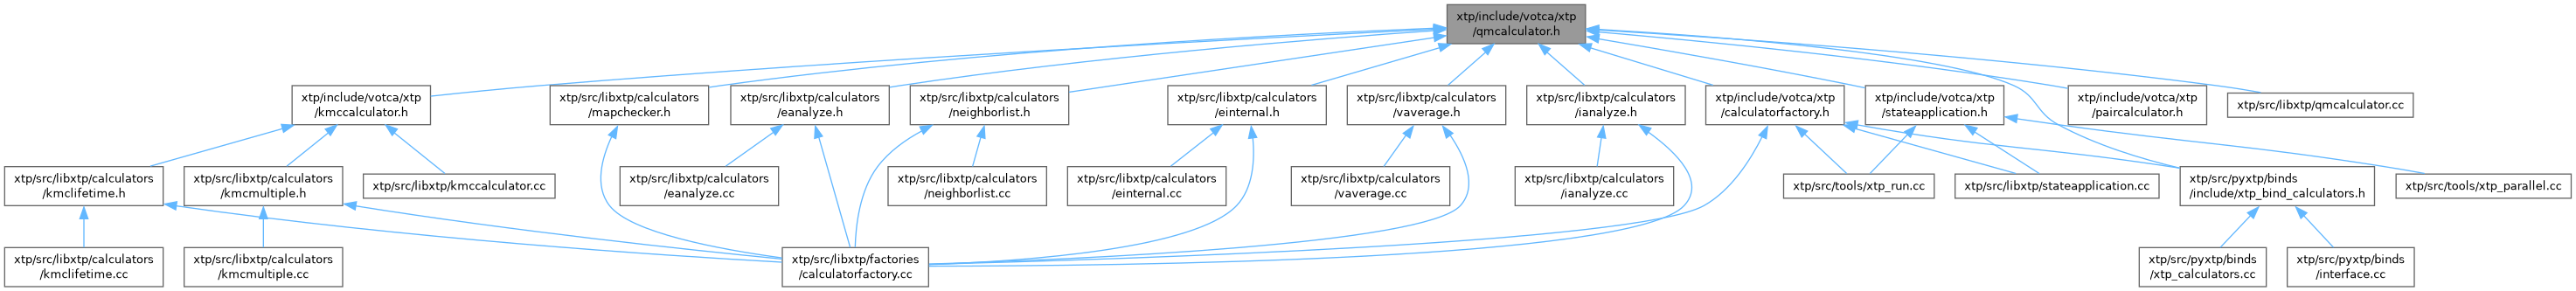 xtp/include/votca/xtp
/qmcalculator.h
xtp/include/votca/xtp
/kmccalculator.h
xtp/src/libxtp/calculators
/mapchecker.h
xtp/src/libxtp/calculators
/eanalyze.h
xtp/src/libxtp/calculators
/neighborlist.h
xtp/src/libxtp/calculators
/einternal.h
xtp/src/libxtp/calculators
/vaverage.h
xtp/src/libxtp/calculators
/ianalyze.h
xtp/include/votca/xtp
/calculatorfactory.h
xtp/include/votca/xtp
/stateapplication.h
xtp/include/votca/xtp
/paircalculator.h
xtp/src/libxtp/qmcalculator.cc
xtp/src/libxtp/calculators
/kmclifetime.h
xtp/src/libxtp/calculators
/kmcmultiple.h
xtp/src/libxtp/kmccalculator.cc
xtp/src/libxtp/calculators
/eanalyze.cc
xtp/src/libxtp/calculators
/neighborlist.cc
xtp/src/libxtp/calculators
/einternal.cc
xtp/src/libxtp/calculators
/vaverage.cc
xtp/src/libxtp/calculators
/ianalyze.cc
xtp/src/tools/xtp_run.cc
xtp/src/libxtp/stateapplication.cc
xtp/src/pyxtp/binds
/include/xtp_bind_calculators.h
xtp/src/tools/xtp_parallel.cc
xtp/src/libxtp/calculators
/kmclifetime.cc
xtp/src/libxtp/calculators
/kmcmultiple.cc
xtp/src/libxtp/factories
/calculatorfactory.cc
xtp/src/pyxtp/binds
/xtp_calculators.cc
xtp/src/pyxtp/binds
/interface.cc